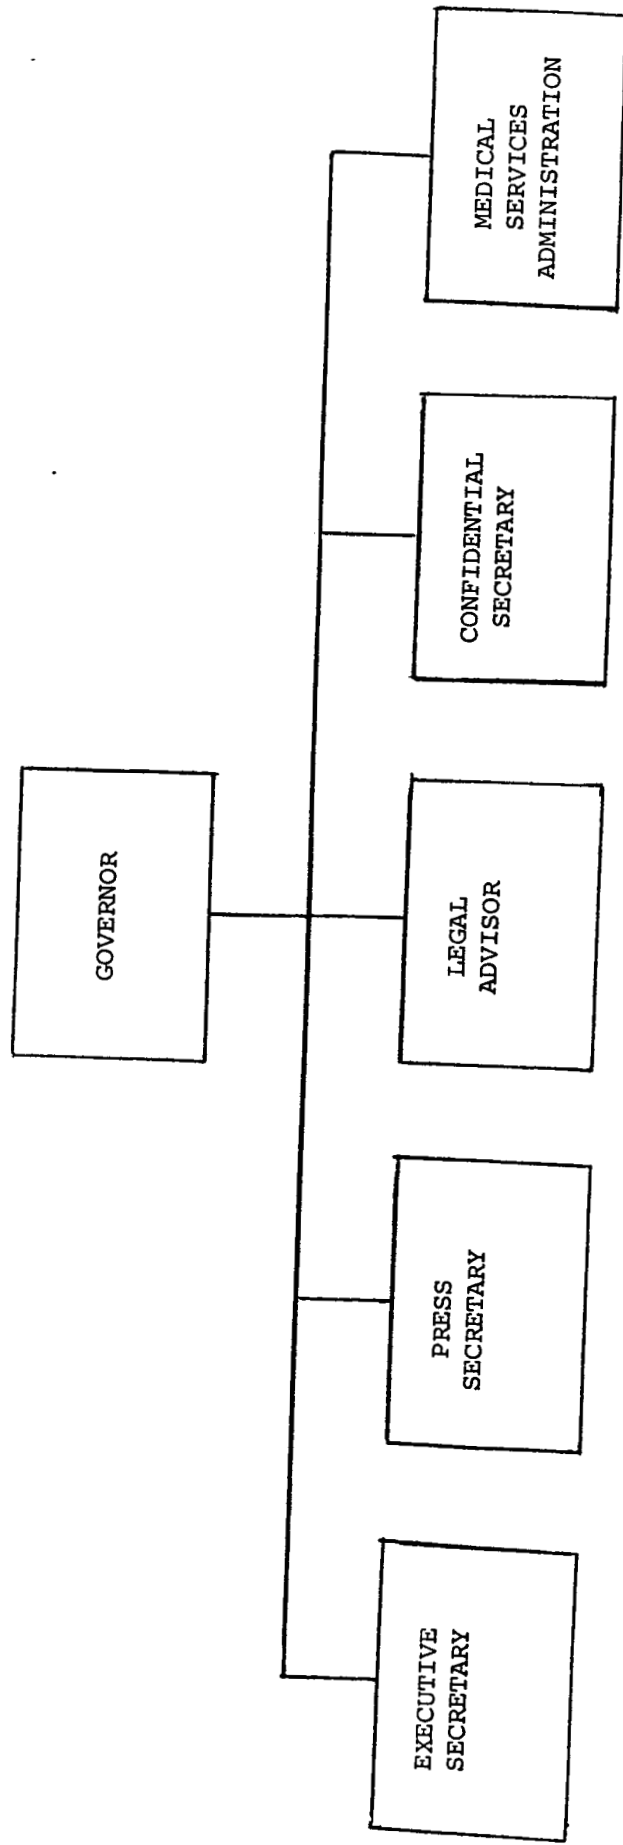 GOVERNOR
EXECUTIVE
SECRETARY
PRESS
SECRETARY
LEGAL
ADVISOR
CONFIDENTIAL
SECRETARY
MEDICAL
SERVICES
ADMINISTRATION